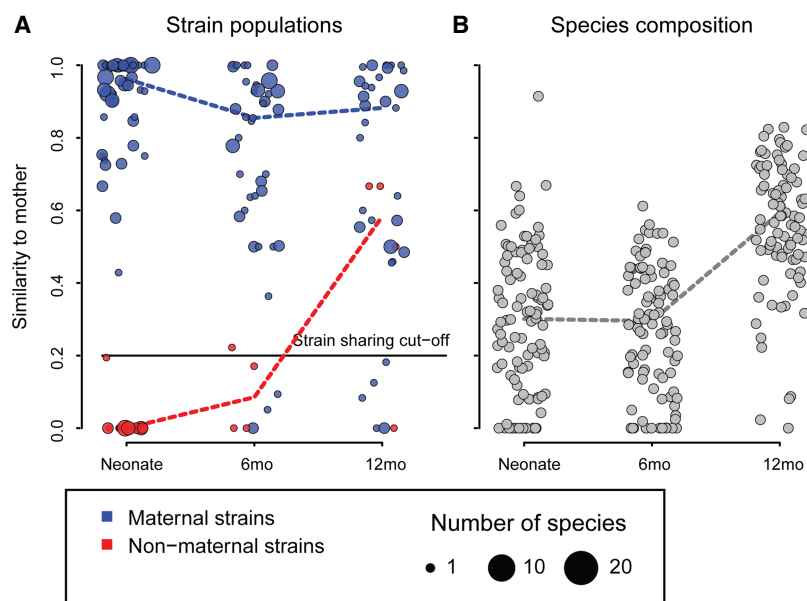 A Strain populations
B Species composition
Similarity to mother
1.0
0.8
0.6
0.4
0.2
0.0
Strain sharing cut−off
Neonate 6mo 12mo
Neonate 6mo 12mo
Maternal strains
Non−maternal strains
Number of species
1 10 20